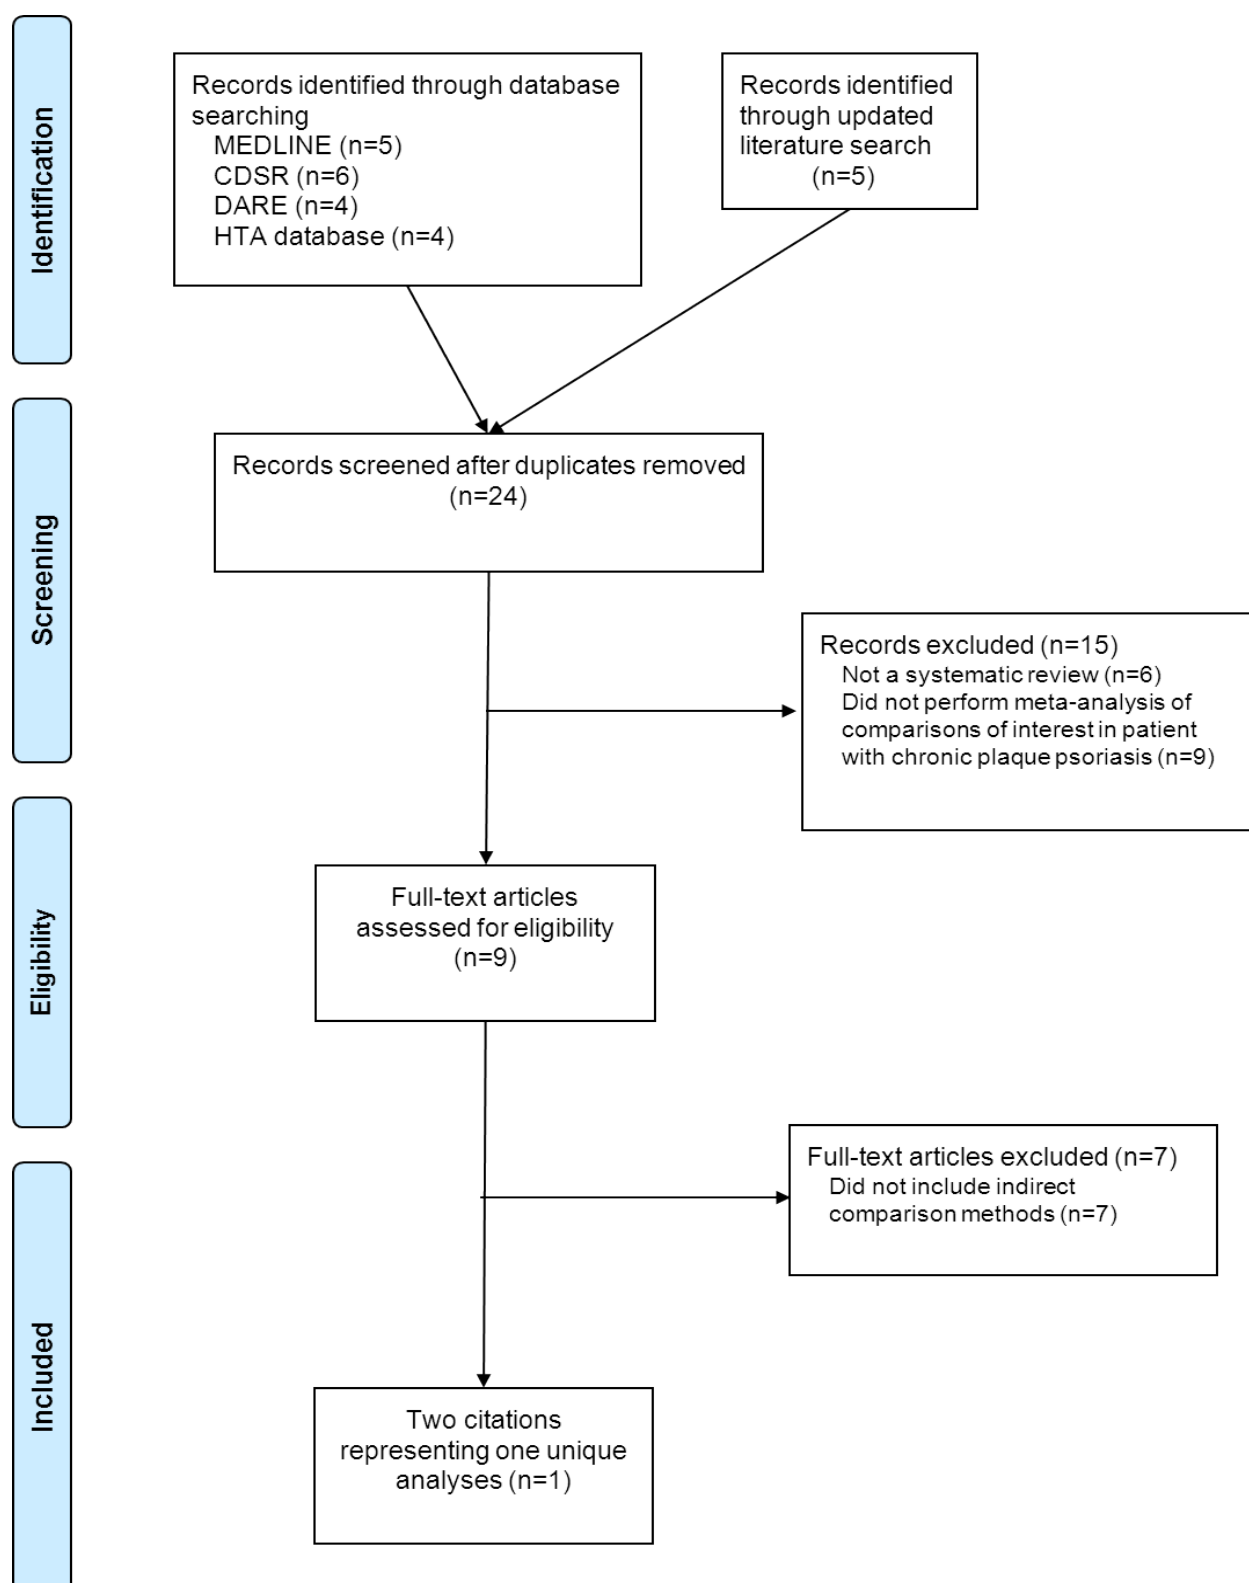 Identification
Records identified through database
searching
MEDLINE (n=5)
CDSR (n=6)
DARE (n=4)
HTA database (n=4)
Records identified
through updated
literature search
(n=5)
Screening
Records screened after duplicates removed
(n=24)
Records excluded (n=15)
Not a systematic review (n=6)
Did not perform meta-analysis of
comparisons of interest in patient
with chronic plaque psoriasis (n=9)
Eligibility
Full-text articles
assessed for eligibility
(n=9)
Full-text articles excluded (n=7)
Did not include indirect
comparison methods (n=7)
Included
Two citations
representing one unique
analyses (n=1)